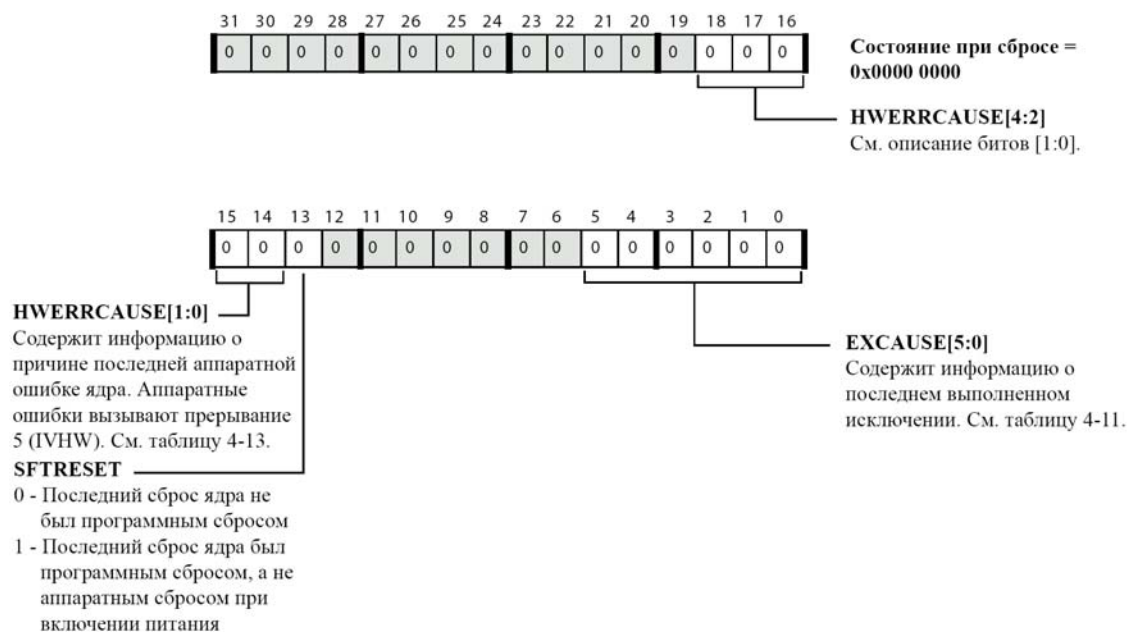 31 30 29 28 27 26 25 24 23 22 21 20 19 18 17 16
0 0 0 0 0 0 0 0 0 0 0 0 0 0 0 0
Состояние при сбросе =
0x0000 0000
HWERRCAUSE[4:2]
См. описание битов [1:0].
15 14 13 12 11 10 9 8 7 6 5 4 3 2 1 0
0 0 0 0 0 0 0 0 0 0 0 0 0 0 0 0
HWERRCAUSE[1:0]
Содержит информацию о
причине последней аппаратной
ошибке ядра. Аппаратные
ошибки вызывают прерывание
5 (IVHW). См. таблицу 4-13.
SFTRESET
0 - Последний сброс ядра не
был программным сбросом
1 - Последний сброс ядра был
программным сбросом, а не
аппаратным сбросом при
включении питания
EXCAUSE[5:0]
Содержит информацию о
последнем выполненном
исключении. См. таблицу 4-11.